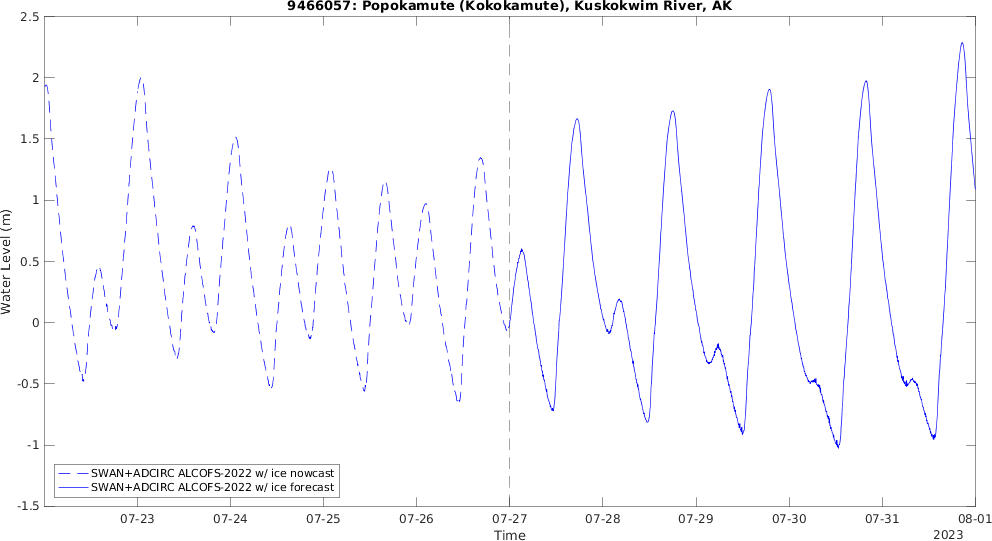 9466057: Popokamute (Kokokamute), Kuskokwim River, AK
2.5
2
1.5
1
0.5
0
-0.5
-1
-1.5
Water Level (m)
SWAN+ADCIRC ALCOFS-2022 w/ ice nowcast
SWAN+ADCIRC ALCOFS-2022 w/ ice forecast
07-23 07-24 07-25 07-26 07-27 07-28 07-29 07-30 07-31 08-01
Time
2023